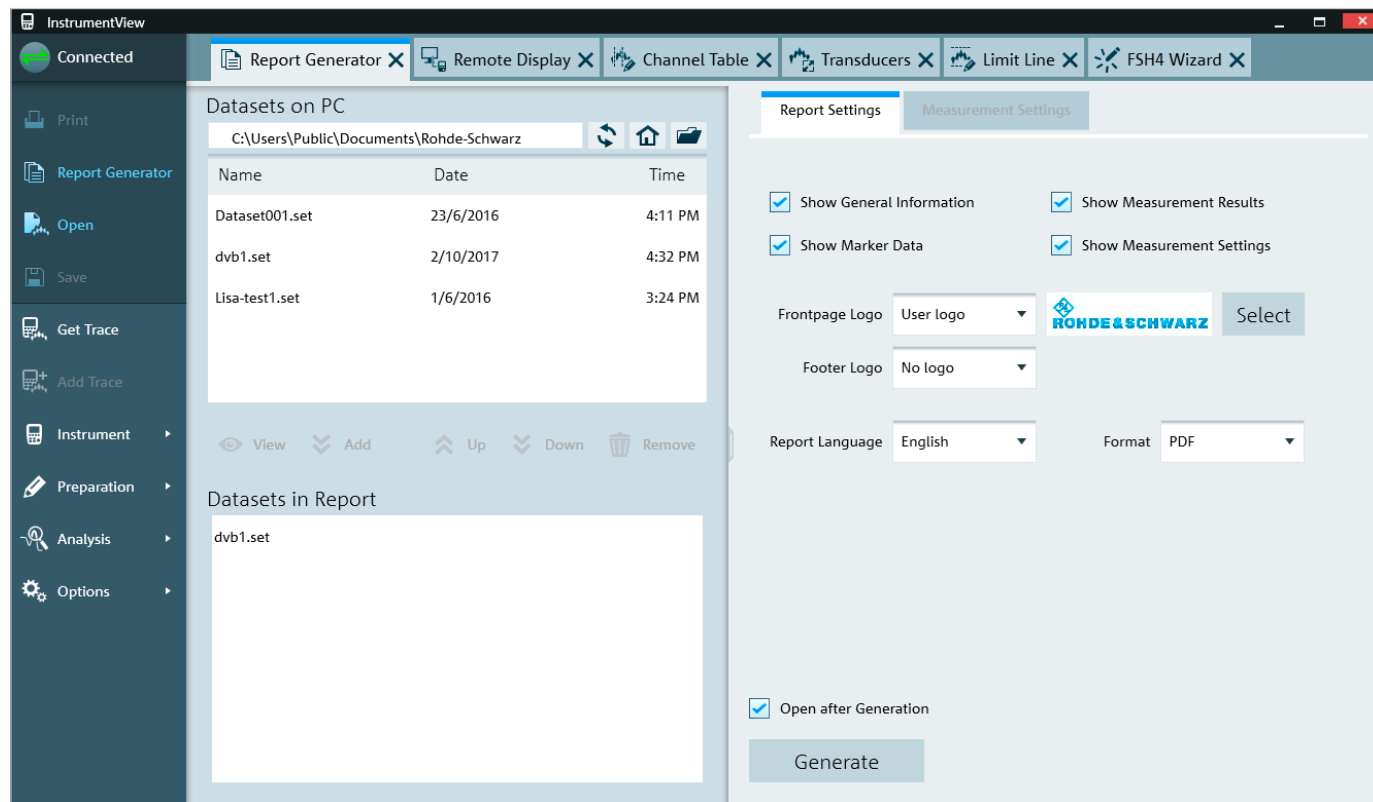 InstrumentView
Connected
Report Generator
Remote Display
Channel Table
Transducers
Limit Line
FSH4 Wizard
Print
Report Generator
Open
Save
Get Trace
Add Trace
Instrument
Preparation
Analysis
Options
Datasets on PC
C:\Users\Public\Documents\Rohde-Schwarz
Name Date Time
Dataset001.set 23/6/2016 4:11 PM
dvb1.set 2/10/2017 4:32 PM
Lisa-test1.set 1/6/2016 3:24 PM
View Add Up Down Remove
Datasets in Report
dvb1.set
Report Settings Measurement Settings
Show General Information Show Measurement Results
Show Marker Data Show Measurement Settings
Frontpage Logo User logo ROHDE&SCHWARZ Select
Footer Logo No logo
Report Language English Format PDF
Open after Generation
Generate